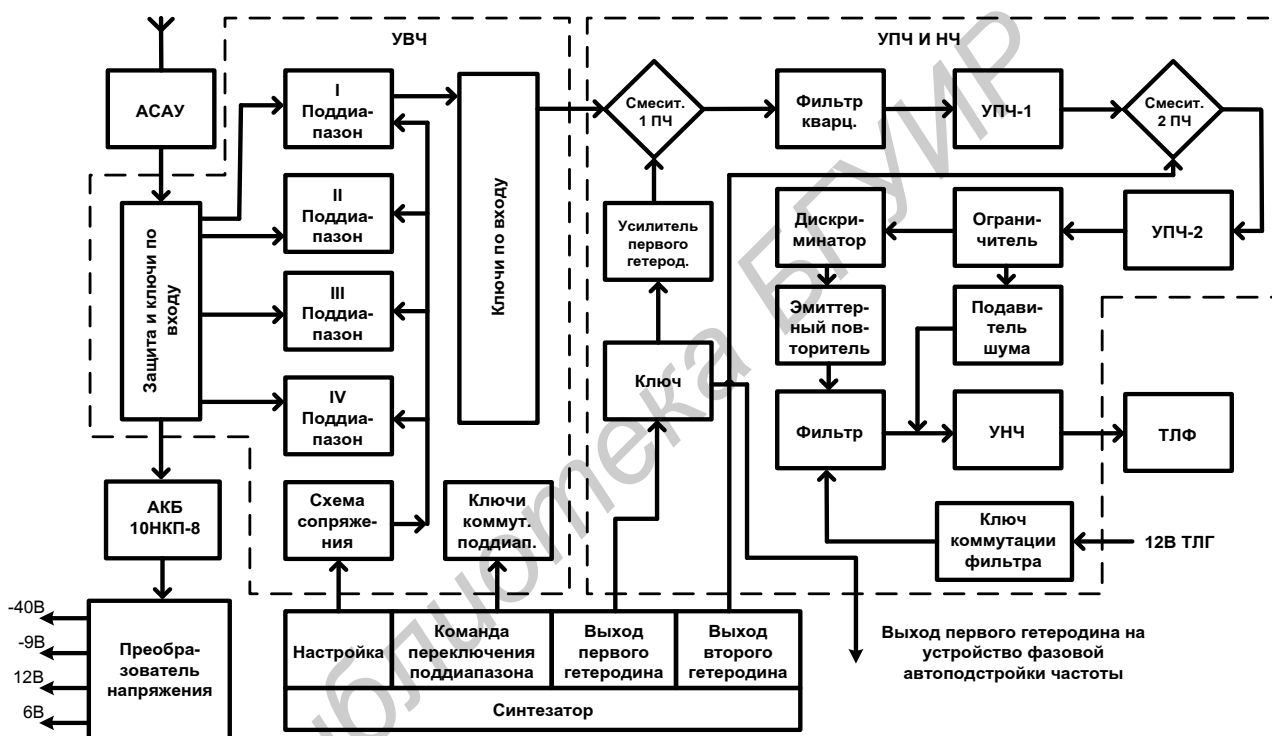 УВЧ
УПЧ И НЧ
АСАУ
I
Поддиа-
пазон
II
Поддиа-
пазон
III
Поддиа-
пазон
IV
Поддиа-
пазон
Защита и ключи по
входу
Ключи по входу
Смесит.
1 ПЧ
Фильтр
кварц.
УПЧ-1
Смесит.
2 ПЧ
Усилитель
первого
гетерод.
Дискри-
минатор
Ограни-
читель
УПЧ-2
Эмиттер-
ный пов-
торитель
Подави-
тель
шума
Ключ
Фильтр
УНЧ
ТЛФ
АКБ
10НКП-8
Схема
сопряже-
ния
Ключи
коммут.
поддиап.
Ключ
коммутации
фильтра
12В ТЛГ
-40В
-9В
12В
6В
Преобра-
зователь
напряжения
Настройка
Команда
переключения
поддиапазона
Выход
первого
гетеродина
Выход
второго
гетеродина
Синтезатор
Выход первого гетеродина на
устройство фазовой
автоподстройки частоты
Библиотека БГУИР